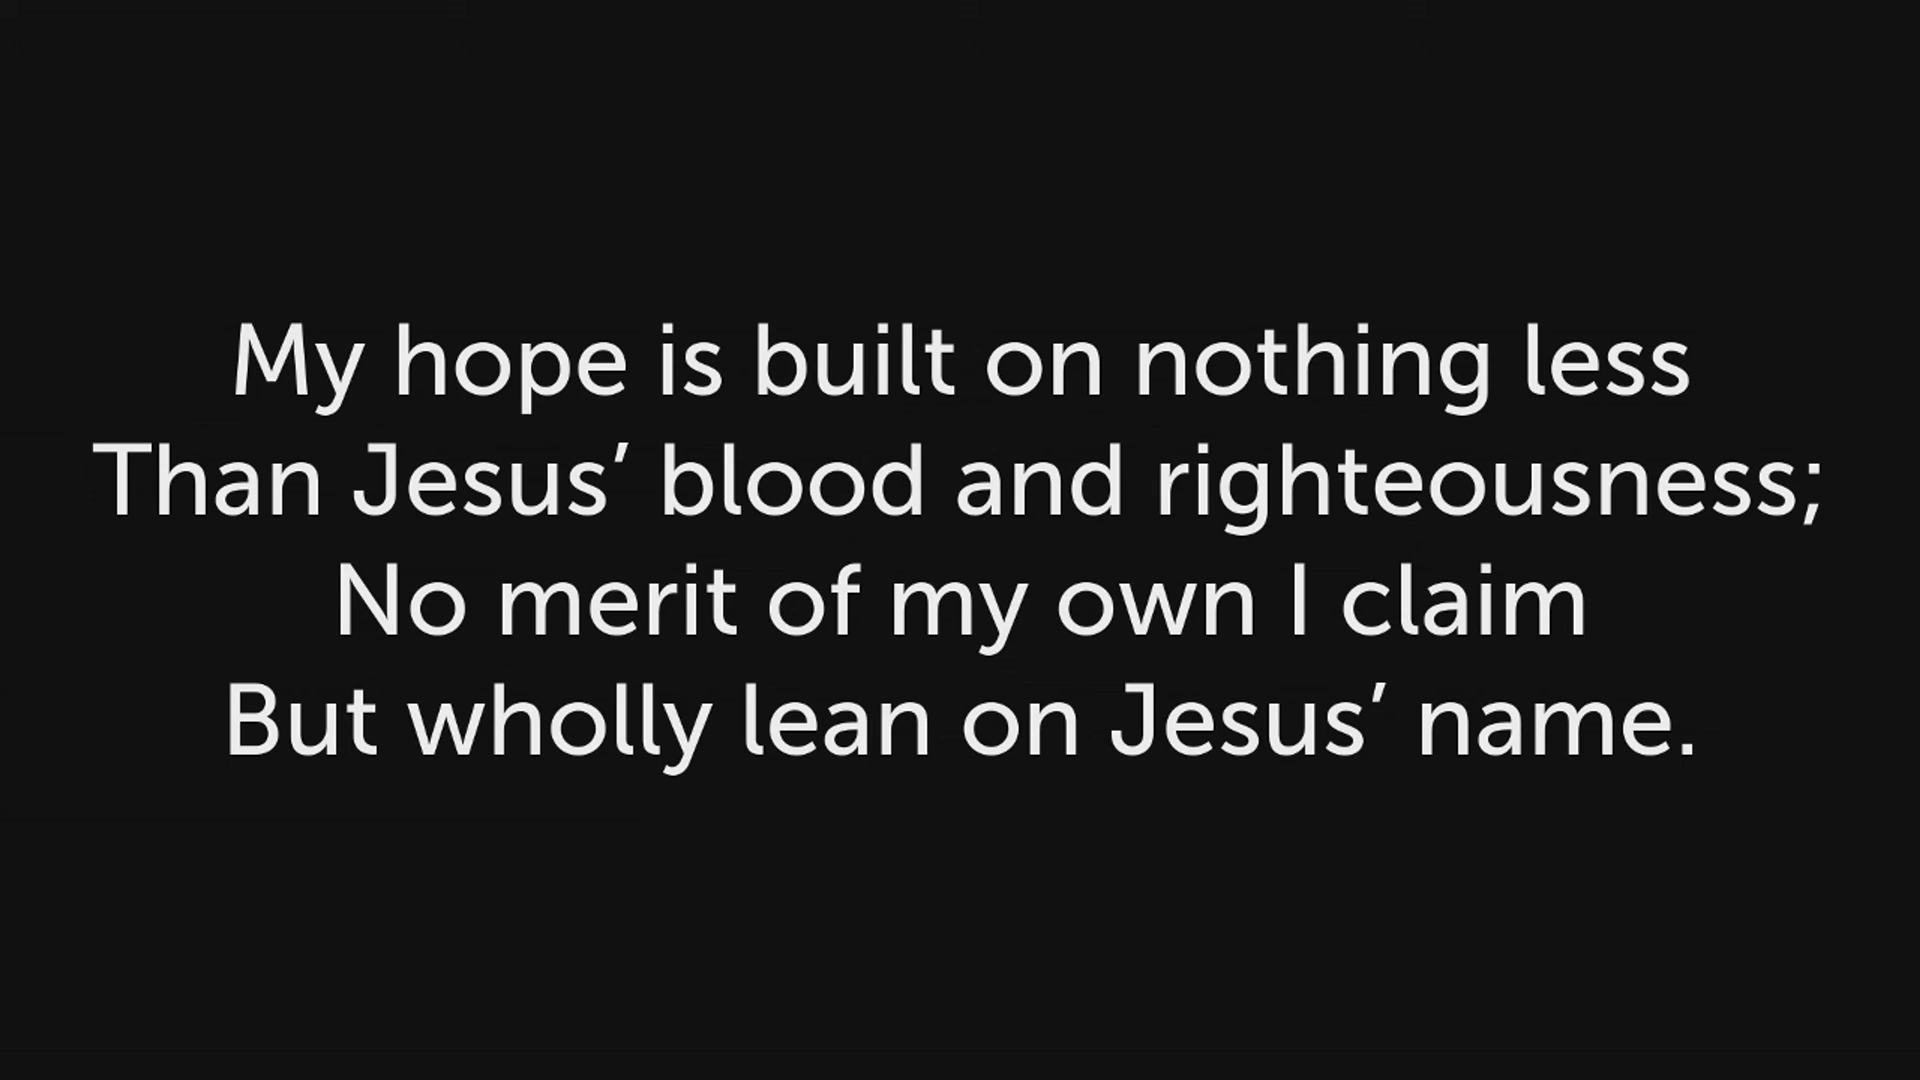 My hope is built on nothing less
Than Jesus’ blood and righteousness;
No merit of my own I claim
But wholly lean on Jesus’ name.